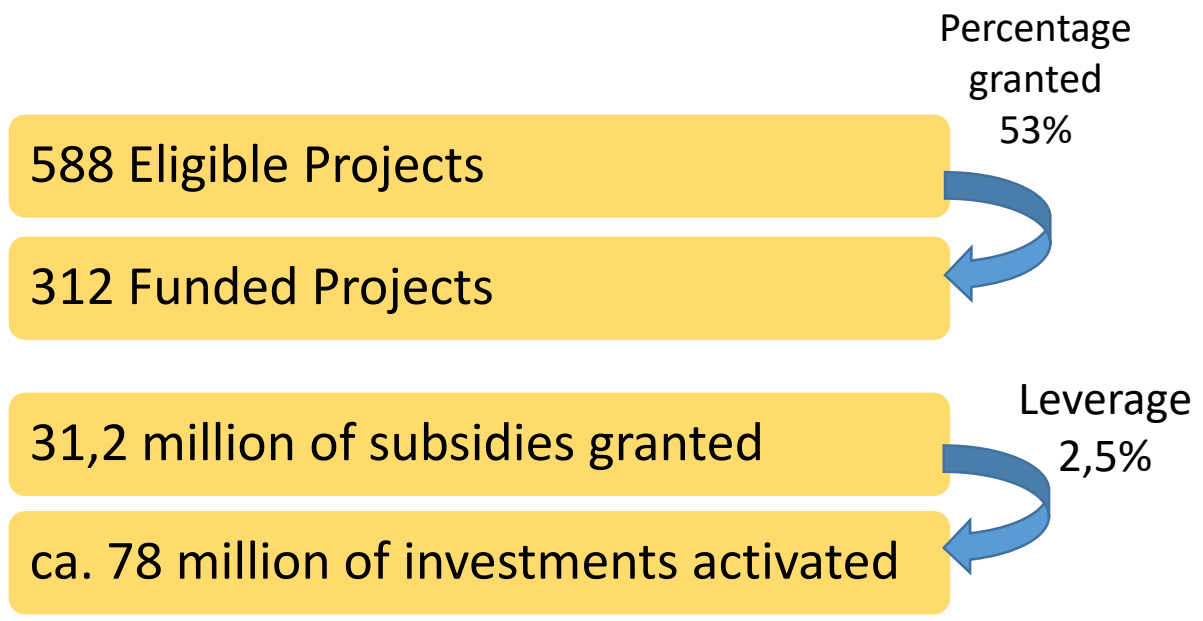 Percentage
granted
53%
588 Eligible Projects
312 Funded Projects
Leverage
2,5%
31,2 million of subsidies granted
ca. 78 million of investments activated